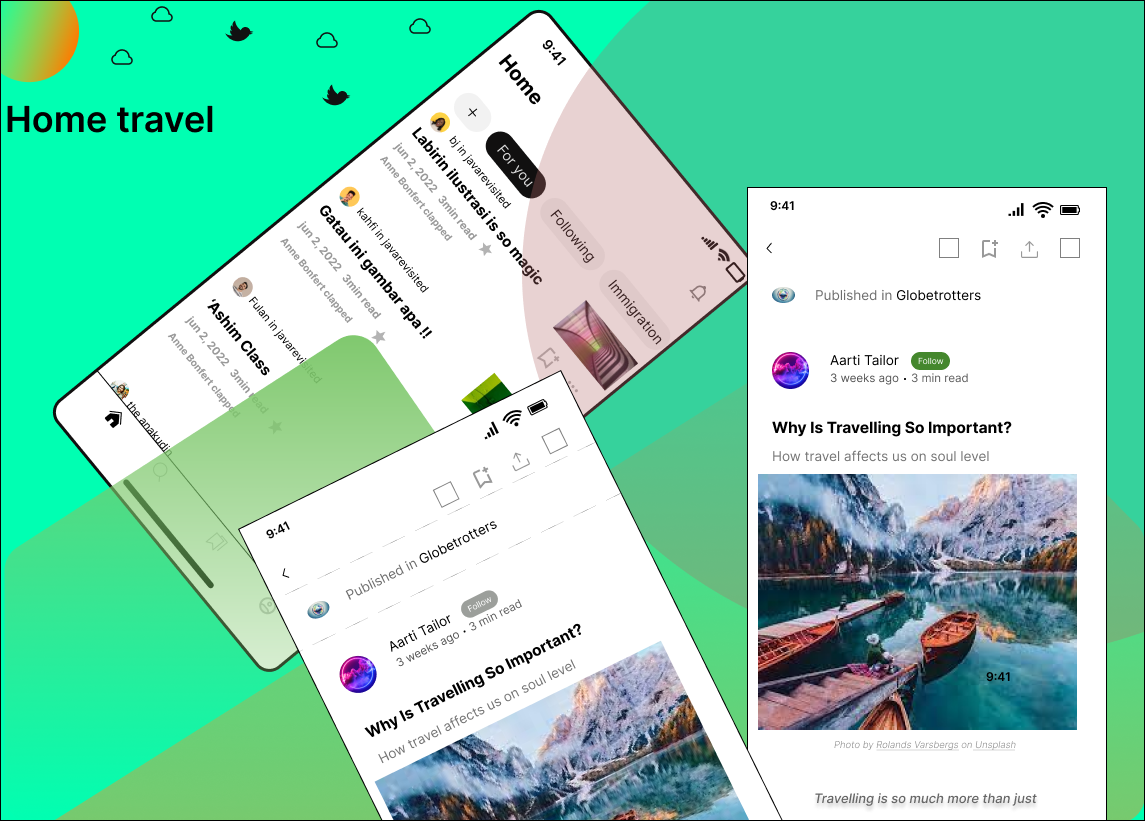 Home travel
9:41
Home
For you
Following
Immigration
bj in javarevisited
Labirin ilustrasi is so magic
jun 2, 2022 3min read
Anne Bonfert clapped
kahfi in javarevisited
Gatau ini gambar apa !!
jun 2, 2022 3min read
Anne Bonfert clapped
Fulan in javarevisited
'Ashim Class
jun 2, 2022 3min read
Anne Bonfert clapped
the anakudin
9:41
Published in Globetrotters
Aarti Tailor Follow
3 weeks ago • 3 min read
Why Is Travelling So Important?
How travel affects us on soul level
9:41
Published in Globetrotters
Aarti Tailor Follow
3 weeks ago • 3 min read
Why Is Travelling So Important?
How travel affects us on soul level
9:41
Photo by Rolands Varsbergs on Unsplash
Travelling is so much more than just